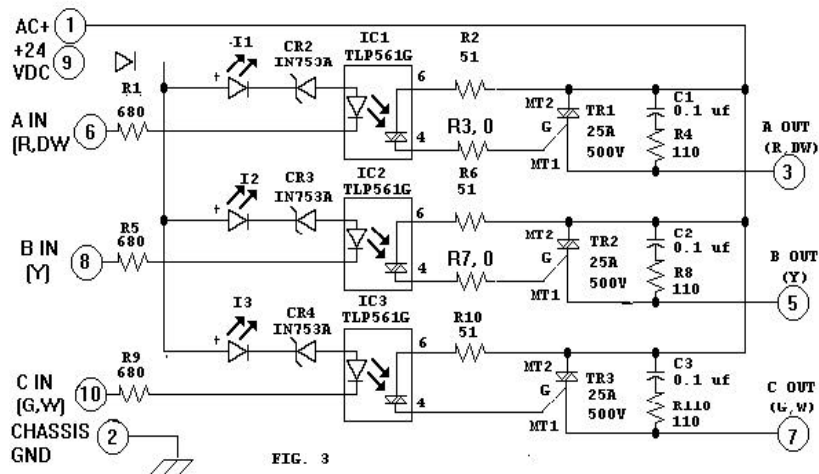 AC+ 1
+24
VDC 9
R1
680
A IN
(R,DW 6
I1
CR2
IN753A
IC1
TLP561G
6
4
R2
51
R3, 0
MT2
G
MT1
TR1
25A
500V
C1
0.1 uf
R4
110
A OUT
(R,DW)
3
R5
680
B IN
(Y) 8
I2
CR3
IN753A
IC2
TLP561G
6
4
R6
51
R7, 0
MT2
G
MT1
TR2
25A
500V
C2
0.1 uf
R8
110
B OUT
(Y)
5
R9
680
C IN
(G,W) 10
I3
CR4
IN753A
IC3
TLP561G
6
4
R10
51
MT2
G
MT1
TR3
25A
500V
C3
0.1 uf
R110
110
C OUT
(G,W)
7
CHASSIS
GND 2
FIG. 3